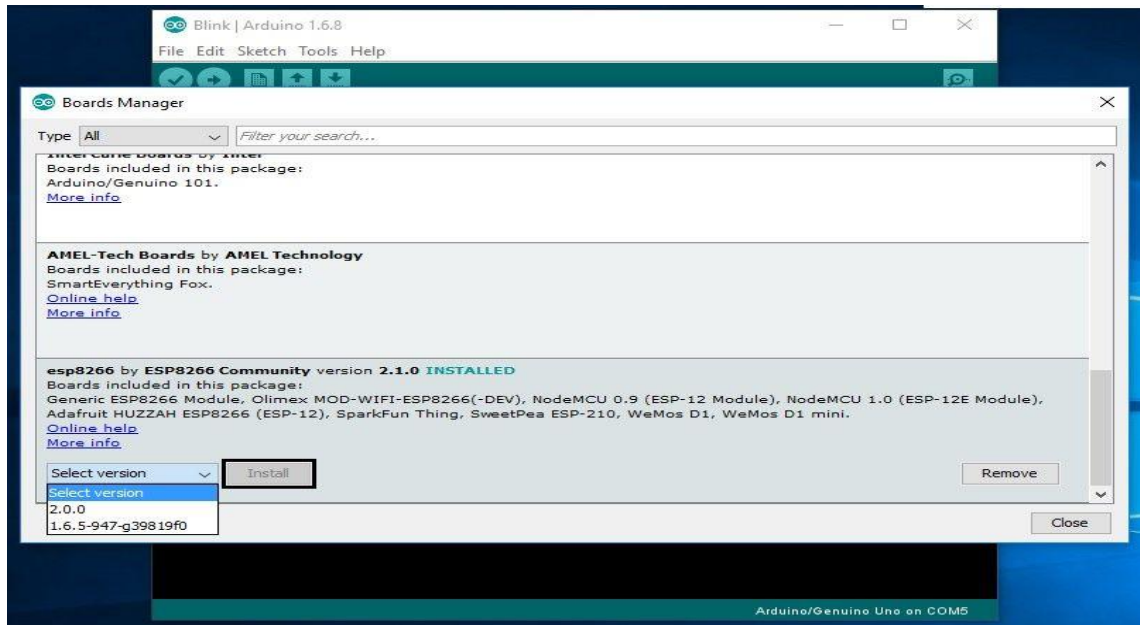 Blink | Arduino 1.6.8
File Edit Sketch Tools Help
Boards Manager
Type All Filter your search...
Intel Curie Boards by Intel
Boards included in this package:
Arduino/Genuino 101.
More info
AMEL-Tech Boards by AMEL Technology
Boards included in this package:
SmartEverything Fox.
Online help
More info
esp8266 by ESP8266 Community version 2.1.0 INSTALLED
Boards included in this package:
Generic ESP8266 Module, Olimex MOD-WIFI-ESP8266(-DEV), NodeMCU 0.9 (ESP-12 Module), NodeMCU 1.0 (ESP-12E Module),
Adafruit HUZZAH ESP8266 (ESP-12), SparkFun Thing, SweetPea ESP-210, WeMos D1, WeMos D1 mini.
Online help
More info
Select version Install Remove
Select version
2.0.0
1.6.5-947-g39819f0
Close
Arduino/Genuino Uno on COM5